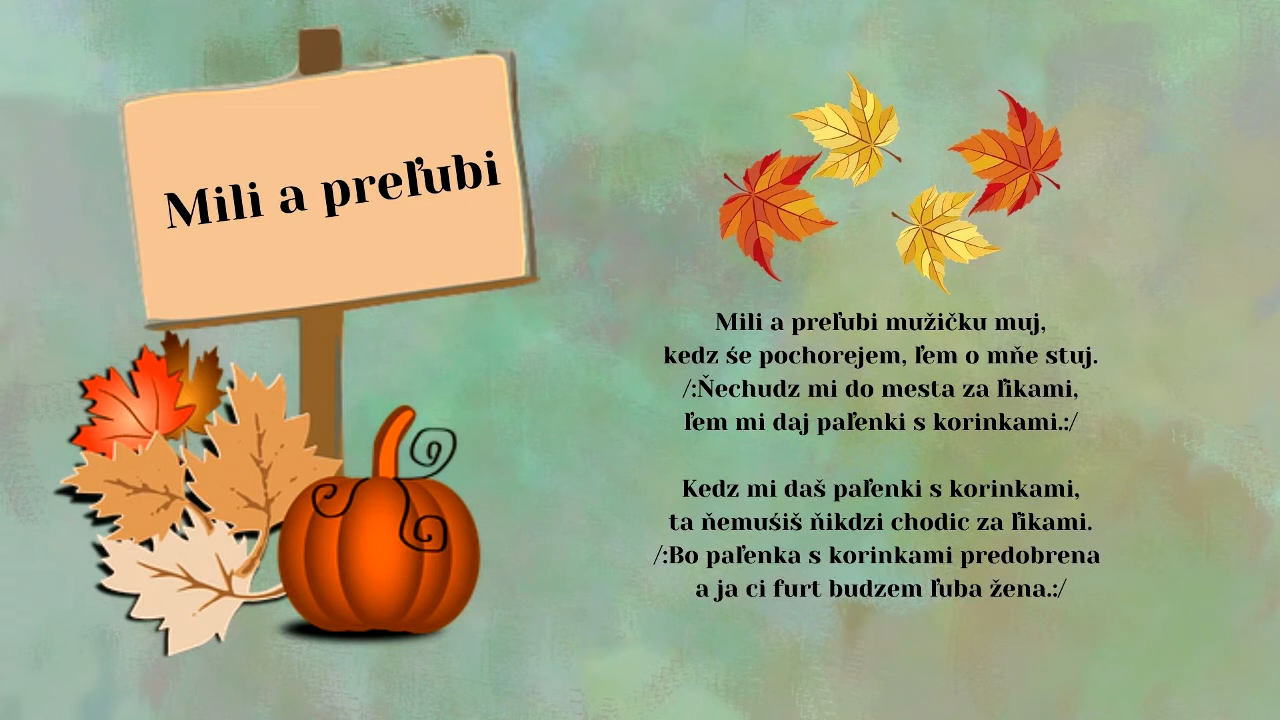 Mili a preľubi
Mili a preľubi mužičku muj,
kedz śe pochorejem, ľem o mňe stuj.
/:Ňechudz mi do mesta za ľikami,
ľem mi daj paľenki s korinkami.:/
Kedz mi daš paľenki s korinkami,
ta ňemuśiš ňikdzi chodic za ľikami.
/:Bo paľenka s korinkami predobrena
a ja ci furt budzem ľuba žena.:/